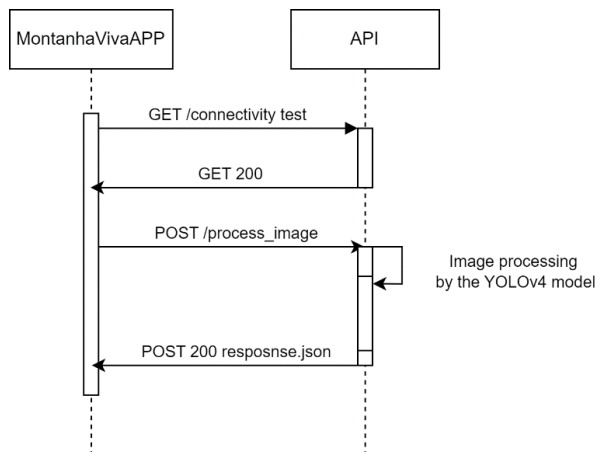 MontanhaVivaAPP
API
GET /connectivity test
GET 200
POST /process_image
Image processing
by the YOLOv4 model
POST 200 resposnse.json